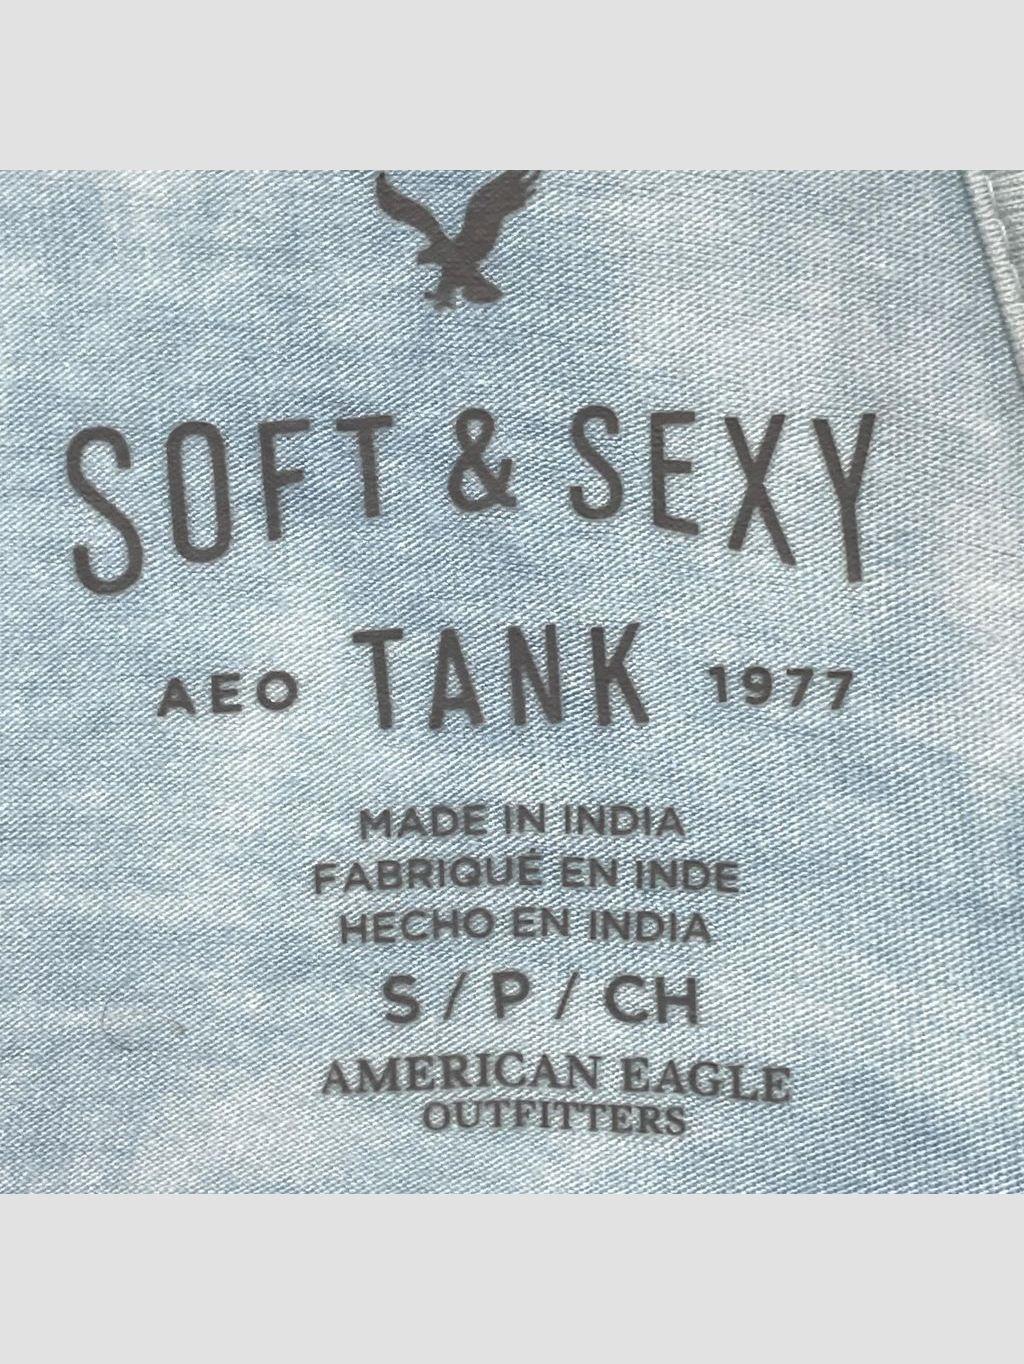 SOFT & SEXY
AEO TANK 1977
MADE IN INDIA
FABRIQUÉ EN INDE
HECHO EN INDIA
S / P / CH
AMERICAN EAGLE
OUTFITTERS